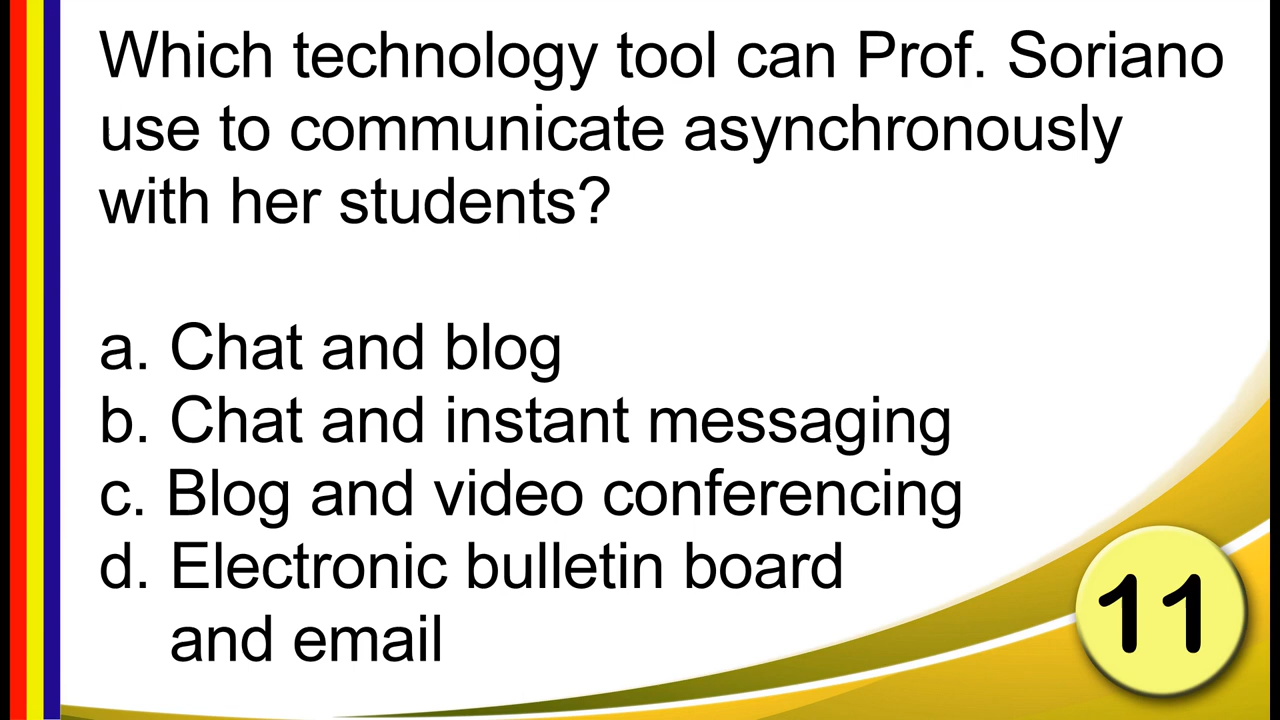 Which technology tool can Prof. Soriano
use to communicate asynchronously
with her students?
a. Chat and blog
b. Chat and instant messaging
c. Blog and video conferencing
d. Electronic bulletin board
and email
11